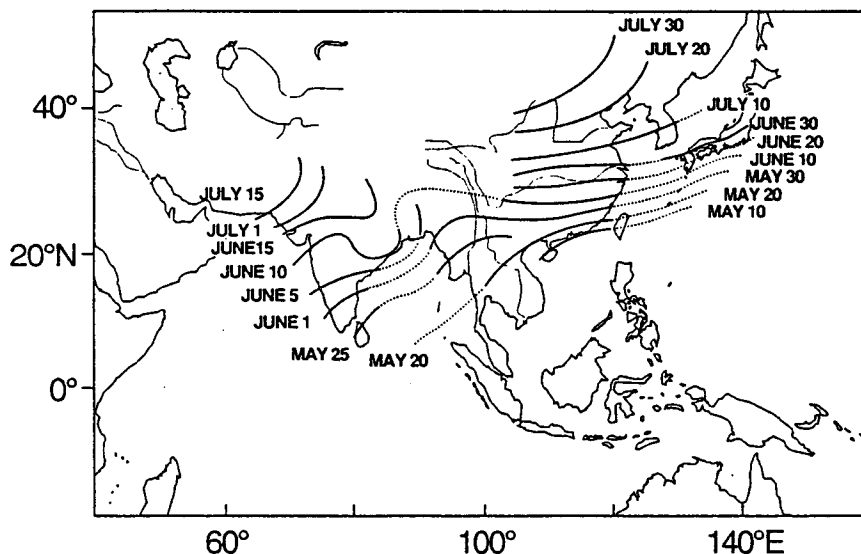 JULY 30
JULY 20
40°
JULY 10
JUNE 30
JUNE 20
JUNE 10
MAY 30
MAY 20
MAY 10
JULY 15
JULY 1
JUNE15
20°N
JUNE 10
JUNE 5
JUNE 1
MAY 25
MAY 20
0°
60°
100°
140°E